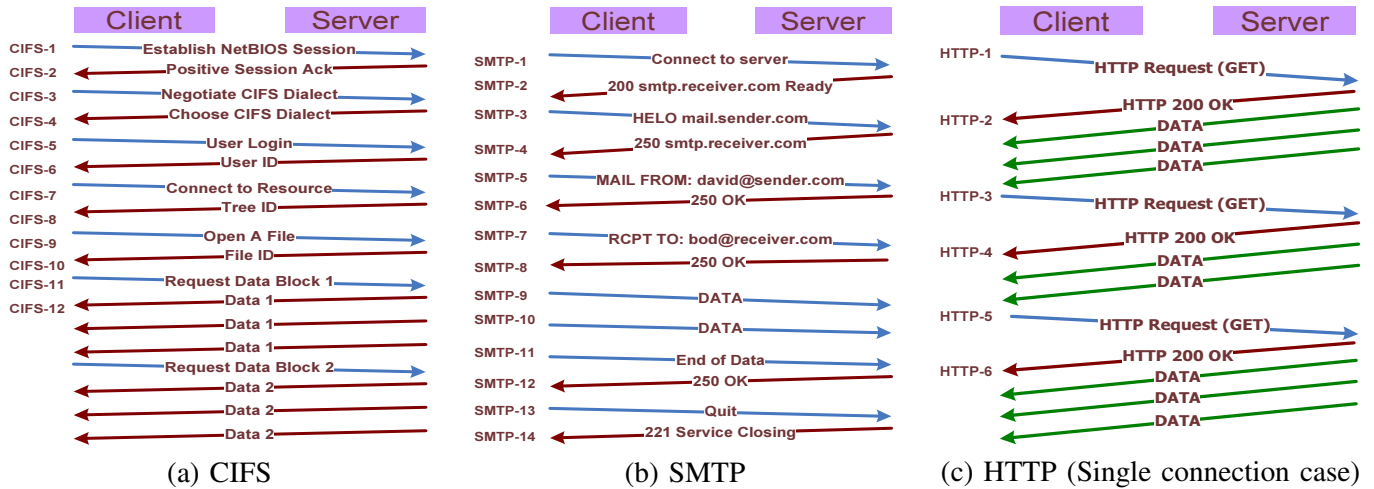 Client Server
CIFS-1 Establish NetBIOS Session
CIFS-2 Positive Session Ack
CIFS-3 Negotiate CIFS Dialect
CIFS-4 Choose CIFS Dialect
CIFS-5 User Login
CIFS-6 User ID
CIFS-7 Connect to Resource
CIFS-8 Tree ID
CIFS-9 Open A File
CIFS-10 File ID
CIFS-11 Request Data Block 1
CIFS-12 Data 1
Data 1
Data 1
Request Data Block 2
Data 2
Data 2
Data 2
(a) CIFS
Client Server
SMTP-1 Connect to server
SMTP-2 200 smtp.receiver.com Ready
SMTP-3 HELO mail.sender.com
SMTP-4 250 smtp.receiver.com
SMTP-5 MAIL FROM: david@sender.com
SMTP-6 250 OK
SMTP-7 RCPT TO: bod@receiver.com
SMTP-8 250 OK
SMTP-9 DATA
SMTP-10 DATA
SMTP-11 End of Data
SMTP-12 250 OK
SMTP-13 Quit
SMTP-14 221 Service Closing
(b) SMTP
Client Server
HTTP-1 HTTP Request (GET)
HTTP-2 HTTP 200 OK
DATA
DATA
DATA
HTTP-3 HTTP Request (GET)
HTTP-4 HTTP 200 OK
DATA
DATA
HTTP-5 HTTP Request (GET)
HTTP-6 HTTP 200 OK
DATA
DATA
DATA
(c) HTTP (Single connection case)